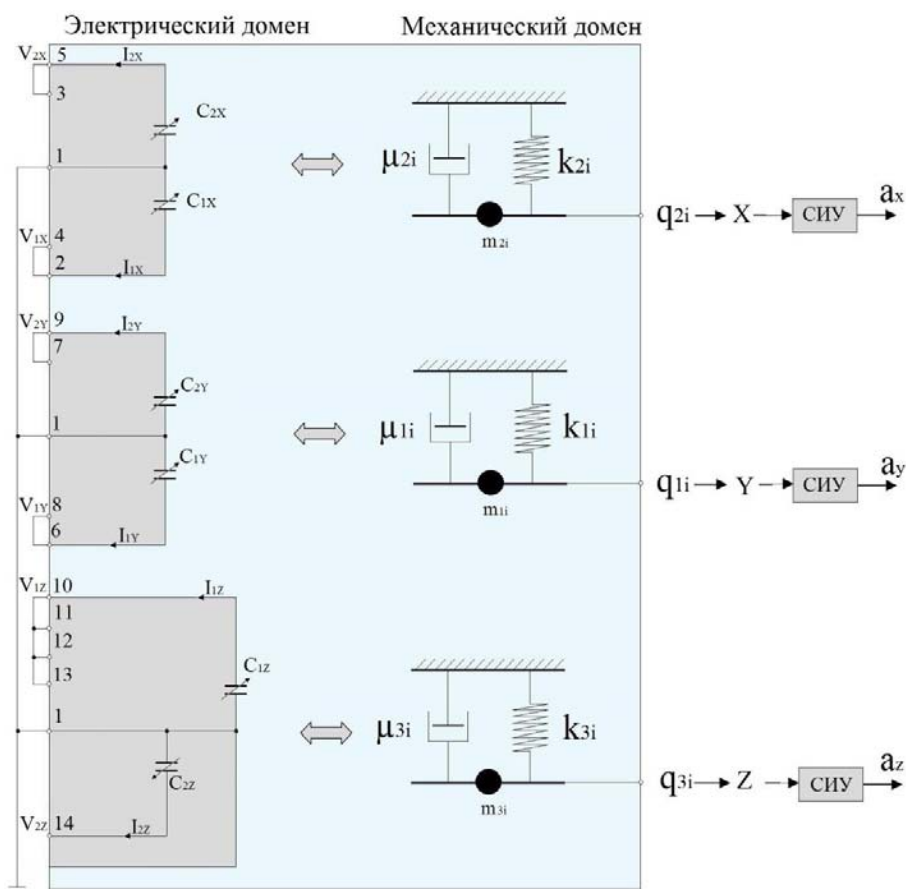 Электрический домен Механический домен
V2X 5 I2X
3
C2X
1
μ2i k2i
C1X
q2i X СИУ ax
m2i
V1X 4
2 I1X
V2Y 9 I2Y
7
C2Y
1
μ1i k1i
C1Y
q1i Y СИУ ay
m1i
V1Y 8
6 I1Y
V1Z 10 I1Z
11
12
13
C1Z
1
μ3i k3i
C2Z
q3i Z СИУ az
m3i
V2Z 14 I2Z